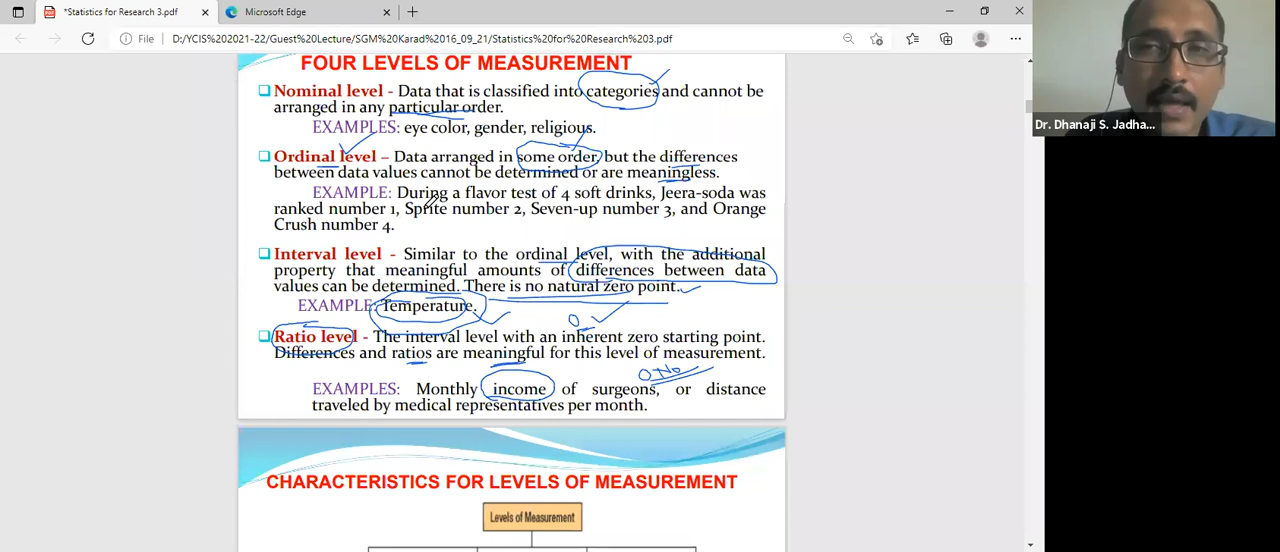 *Statistics for Research 3.pdf
Microsoft Edge
File
D:/YCIS%202021-22/Guest%20Lecture/SGM%20Karad%2016_09_21/Statistics%20for%20Research%203.pdf
FOUR LEVELS OF MEASUREMENT
Nominal level - Data that is classified into categories and cannot be
arranged in any particular order.
EXAMPLES: eye color, gender, religious.
Ordinal level – Data arranged in some order, but the differences
between data values cannot be determined or are meaningless.
EXAMPLE: During a flavor test of 4 soft drinks, Jeera-soda was
ranked number 1, Sprite number 2, Seven-up number 3, and Orange
Crush number 4.
Interval level - Similar to the ordinal level, with the additional
property that meaningful amounts of differences between data
values can be determined. There is no natural zero point.
EXAMPLE: Temperature.
0
Ratio level - The interval level with an inherent zero starting point.
Differences and ratios are meaningful for this level of measurement.
0 No
EXAMPLES: Monthly income of surgeons, or distance
traveled by medical representatives per month.
CHARACTERISTICS FOR LEVELS OF MEASUREMENT
Levels of Measurement
Dr. Dhanaji S. Jadha...